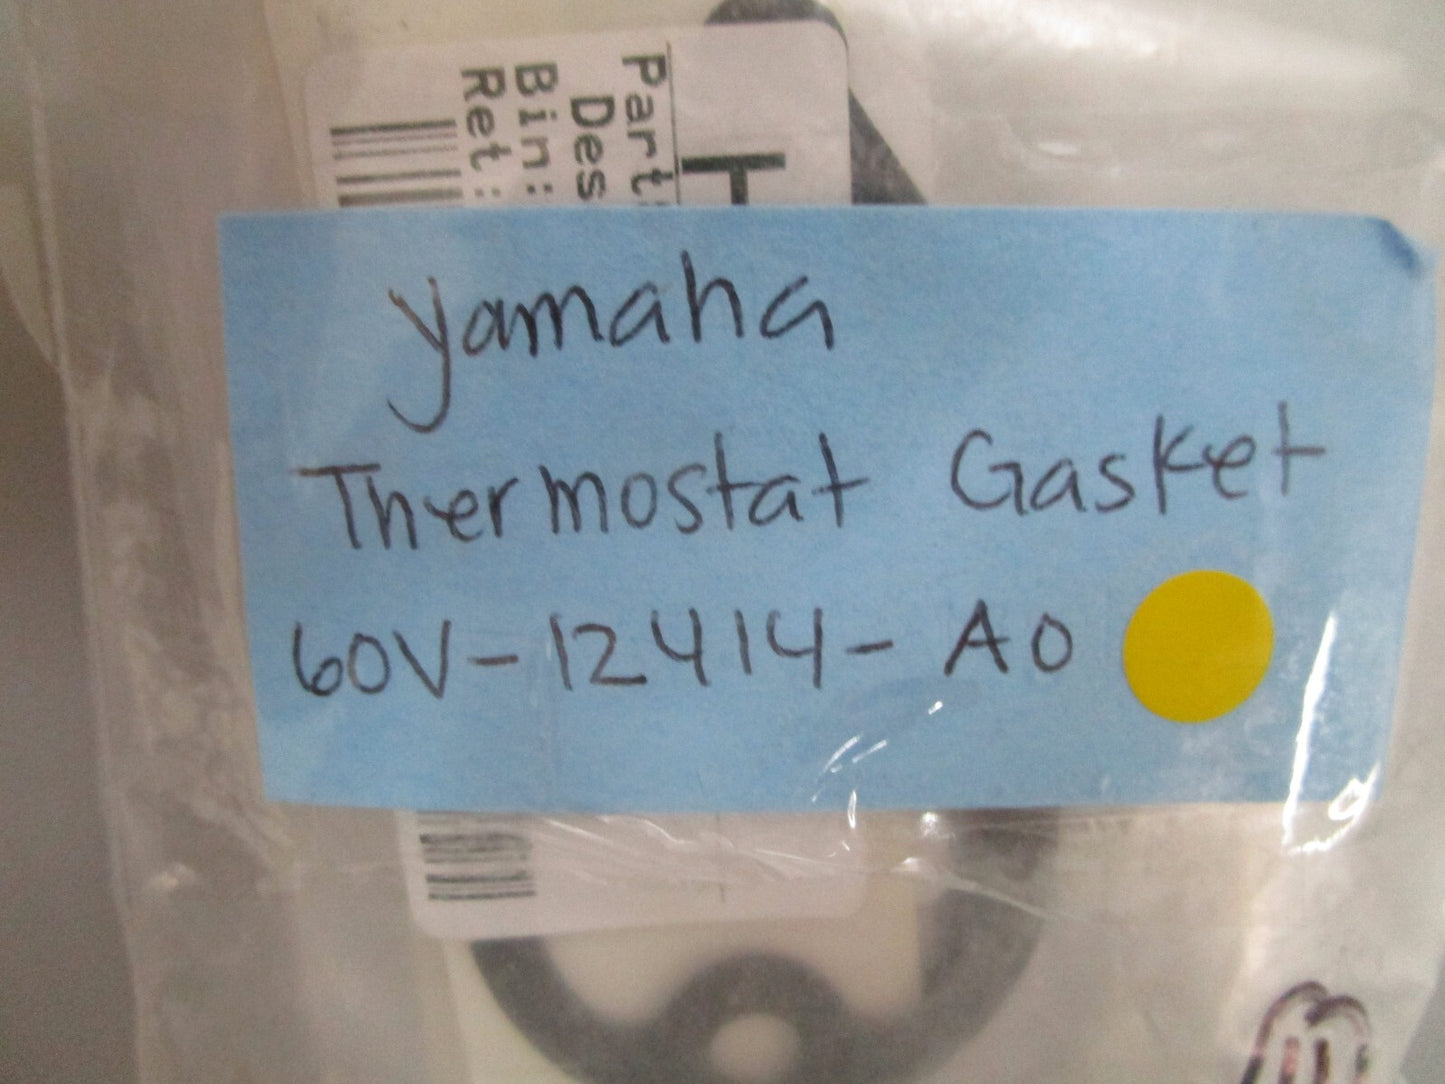 Part:
Des
Bin:
Ret:
yamaha
Thermostat Gasket
60V-12414-A0